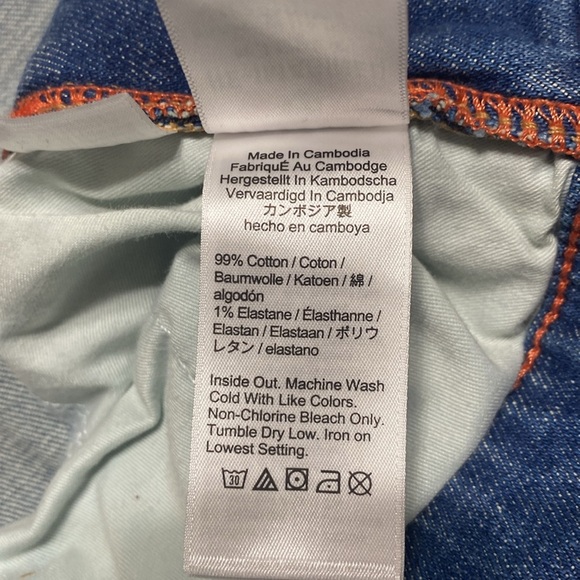 Made In Cambodia
FabriquÉ Au Cambodge
Hergestellt In Kambodscha
Vervaardigd In Cambodja
カンボジア製
hecho en camboya
99% Cotton / Coton /
Baumwolle / Katoen / 綿 /
algodón
1% Elastane / Élasthanne /
Elastan / Elastaan / ポリウ
レタン / elastano
Inside Out. Machine Wash
Cold With Like Colors.
Non-Chlorine Bleach Only.
Tumble Dry Low. Iron on
Lowest Setting.
30